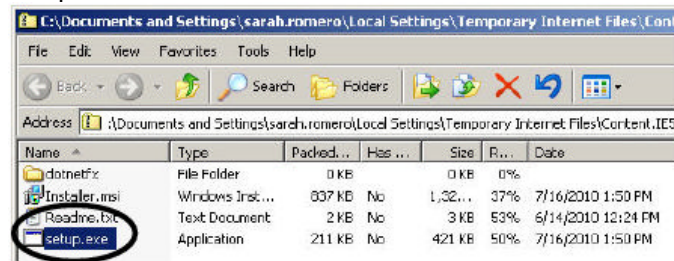 C:\Documents and Settings\sarah.romero\Local Settings\Temporary Internet Files\Cont
File Edit View Favorites Tools Help
Back Search Folders
Address :\Documents and Settings\sarah.romero\Local Settings\Temporary Internet Files\Content.IE5
Name Type Packed... Has ... Size R... Date
dotnetfx File Folder 0 KB 0 KB 0%
Instaler.msi Windows Inst... 837 KB No 1,32... 37% 7/16/2010 1:50 PM
Readme.txt Text Document 2 KB No 3 KB 53% 6/14/2010 12:24 PM
setup.exe Application 211 KB No 421 KB 50% 7/16/2010 1:50 PM